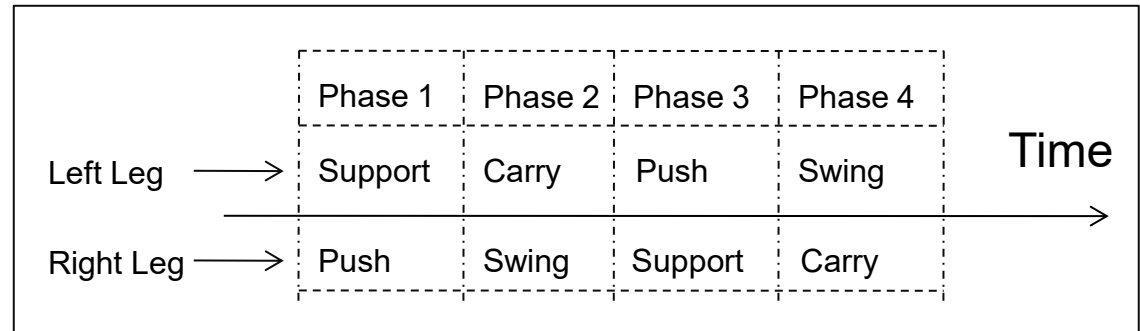 Phase 1 Phase 2 Phase 3 Phase 4
Time
Left Leg Support Carry Push Swing
Right Leg Push Swing Support Carry